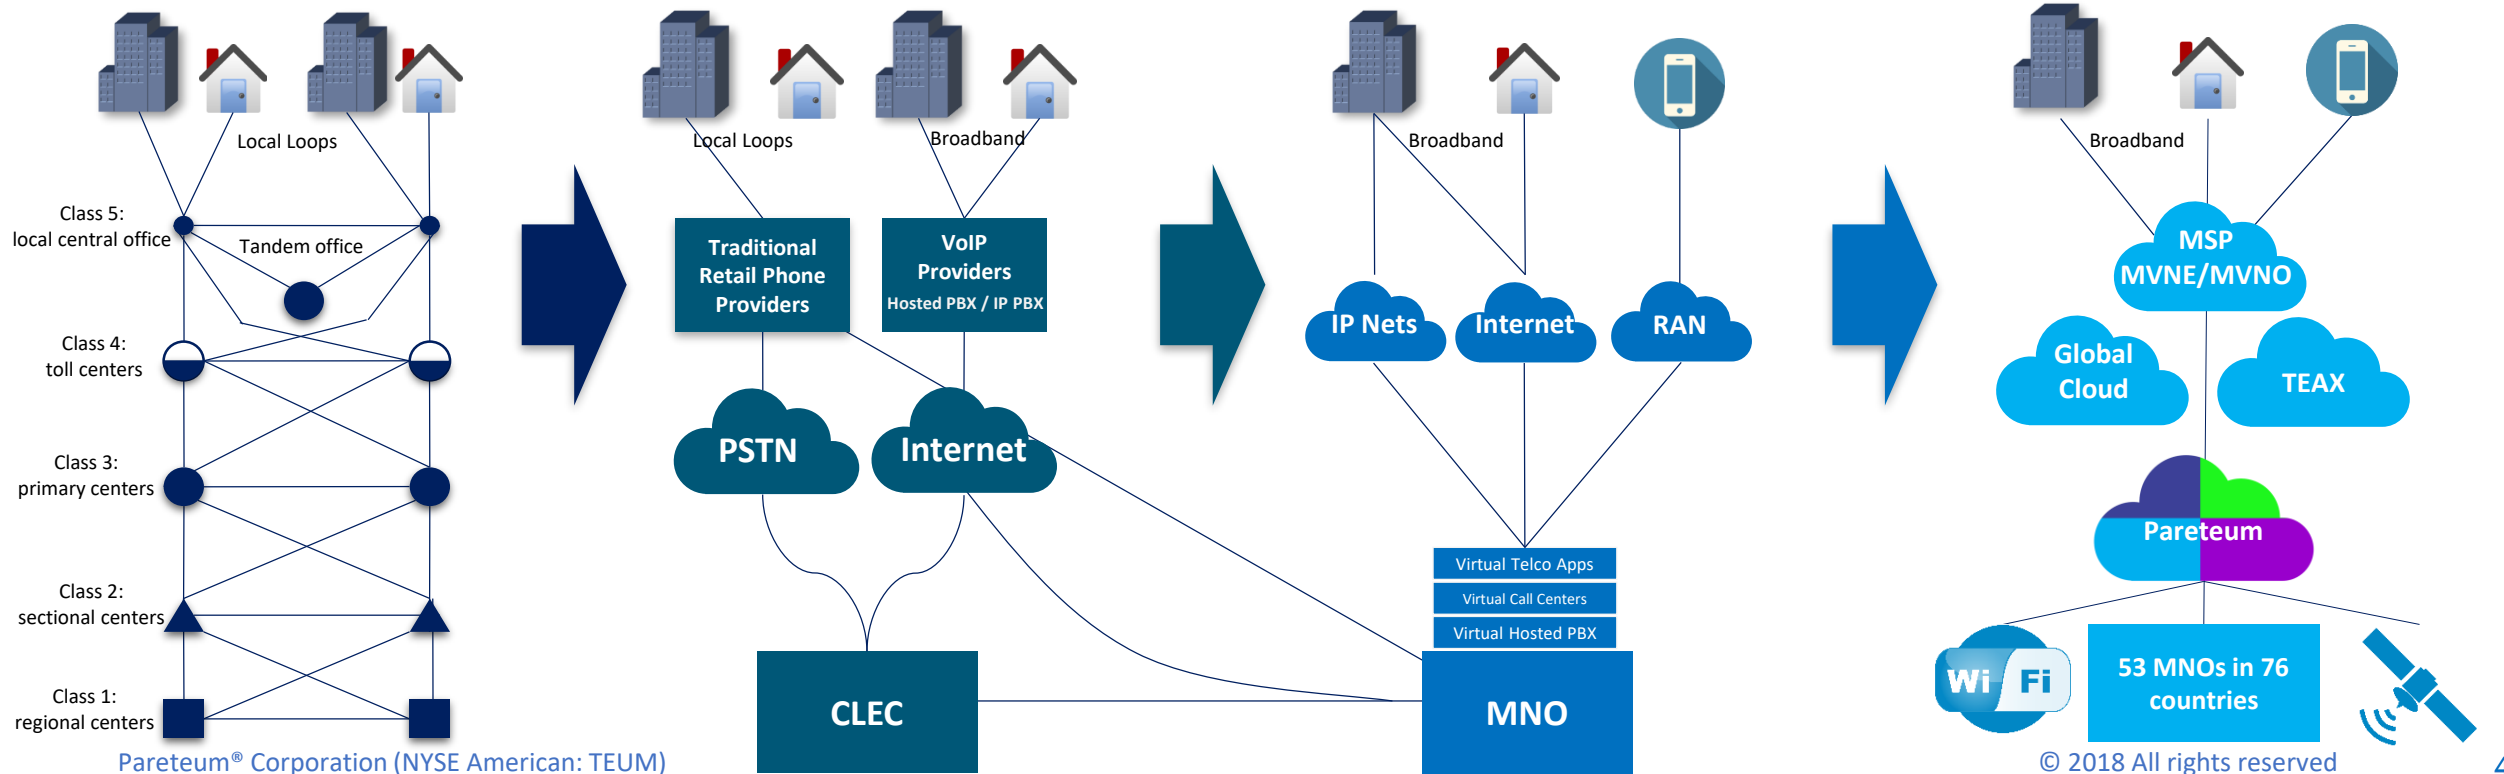 Local Loops
Class 5:
local central office
Tandem office
Class 4:
toll centers
Class 3:
primary centers
Class 2:
sectional centers
Class 1:
regional centers
Local Loops
Broadband
Traditional
Retail Phone
Providers
VoIP
Providers
Hosted PBX / IP PBX
PSTN
Internet
CLEC
Broadband
IP Nets
Internet
RAN
Virtual Telco Apps
Virtual Call Centers
Virtual Hosted PBX
MNO
Broadband
MSP
MVNE/MVNO
Global
Cloud
TEAX
Pareteum
Wi Fi
53 MNOs in 76
countries
Pareteum® Corporation (NYSE American: TEUM)
© 2018 All rights reserved